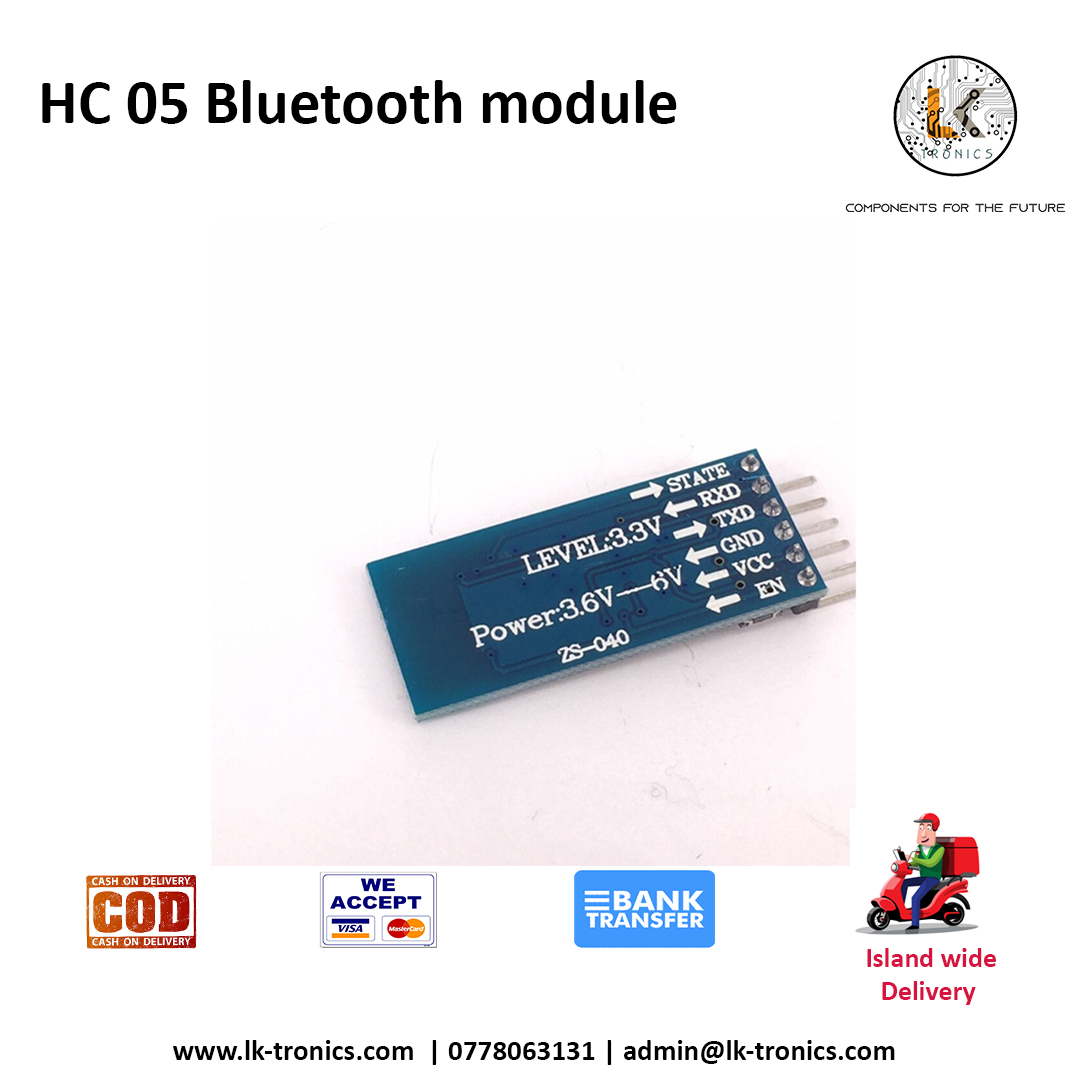 HC 05 Bluetooth module
LK
TRONICS
COMPONENTS FOR THE FUTURE
STATE
RXD
LEVEL:3.3V
TXD
GND
Power:3.6V—6V
VCC
EN
ZS-040
CASH ON DELIVERY
COD
CASH ON DELIVERY
WE
ACCEPT
VISA
MasterCard
BANK
TRANSFER
Island wide
Delivery
www.lk-tronics.com | 0778063131 | admin@lk-tronics.com